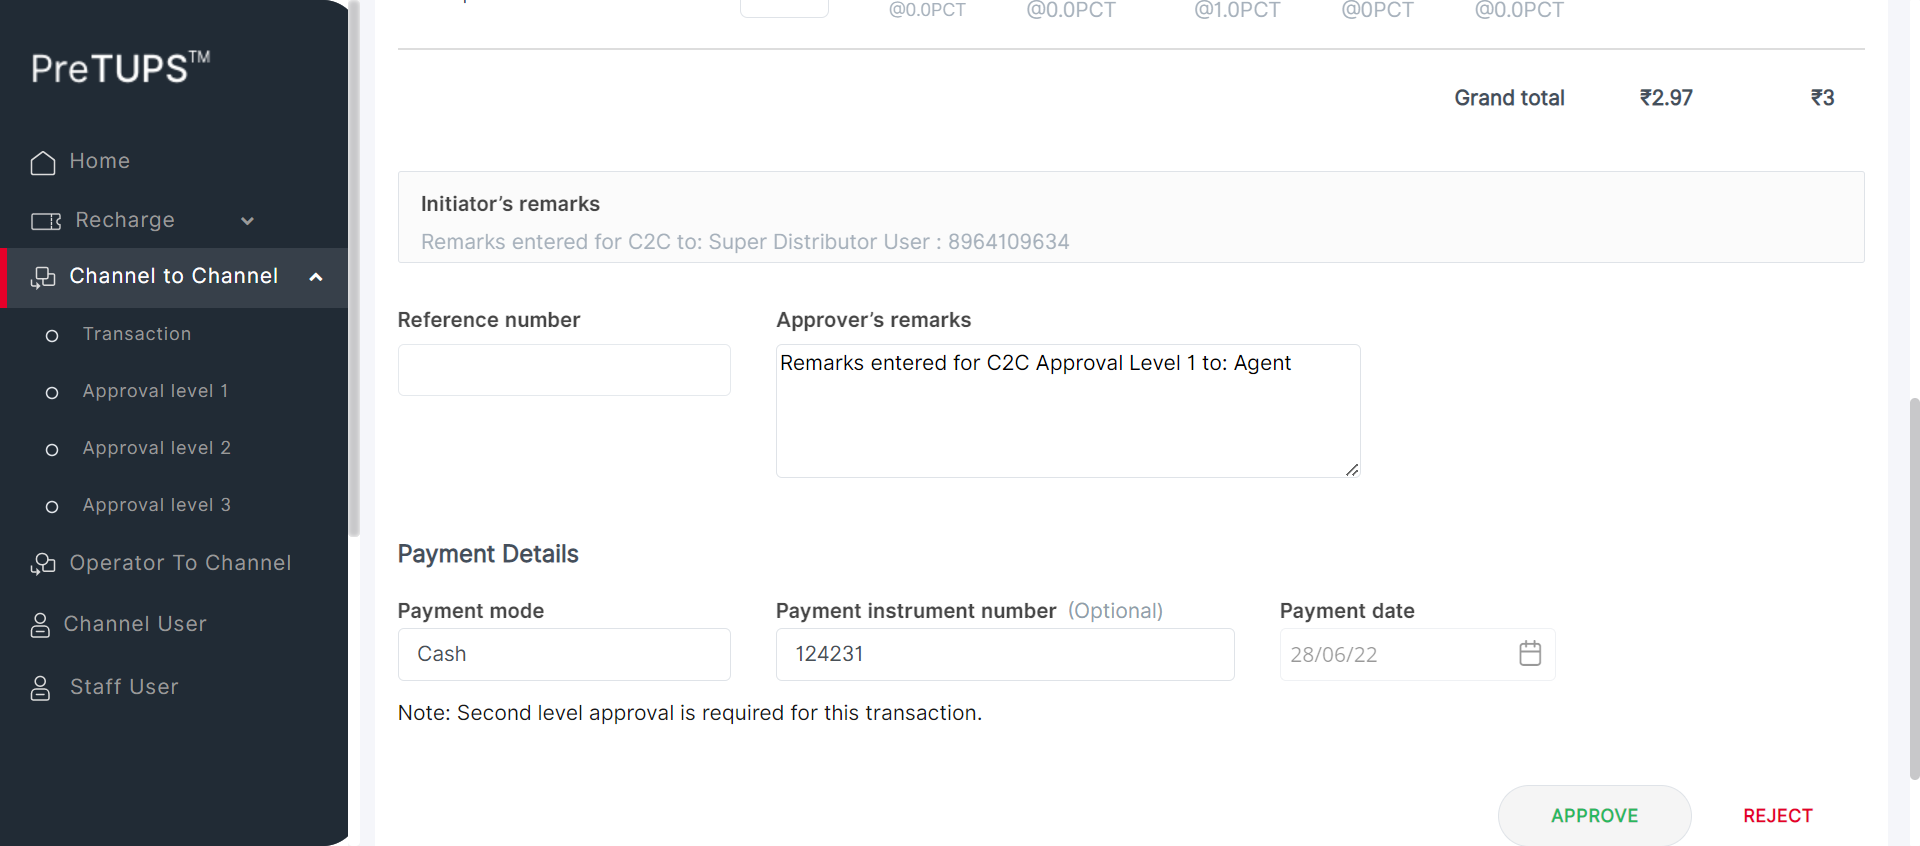 PreTUPS™
Home
Recharge
Channel to Channel
Transaction
Approval level 1
Approval level 2
Approval level 3
Operator To Channel
Channel User
Staff User
@0.0PCT @0.0PCT @1.0PCT @0PCT @0.0PCT
Grand total ₹2.97 ₹3
Initiator’s remarks
Remarks entered for C2C to: Super Distributor User : 8964109634
Reference number Approver’s remarks
Remarks entered for C2C Approval Level 1 to: Agent
Payment Details
Payment mode Payment instrument number (Optional) Payment date
Cash 124231 28/06/22
Note: Second level approval is required for this transaction.
APPROVE REJECT